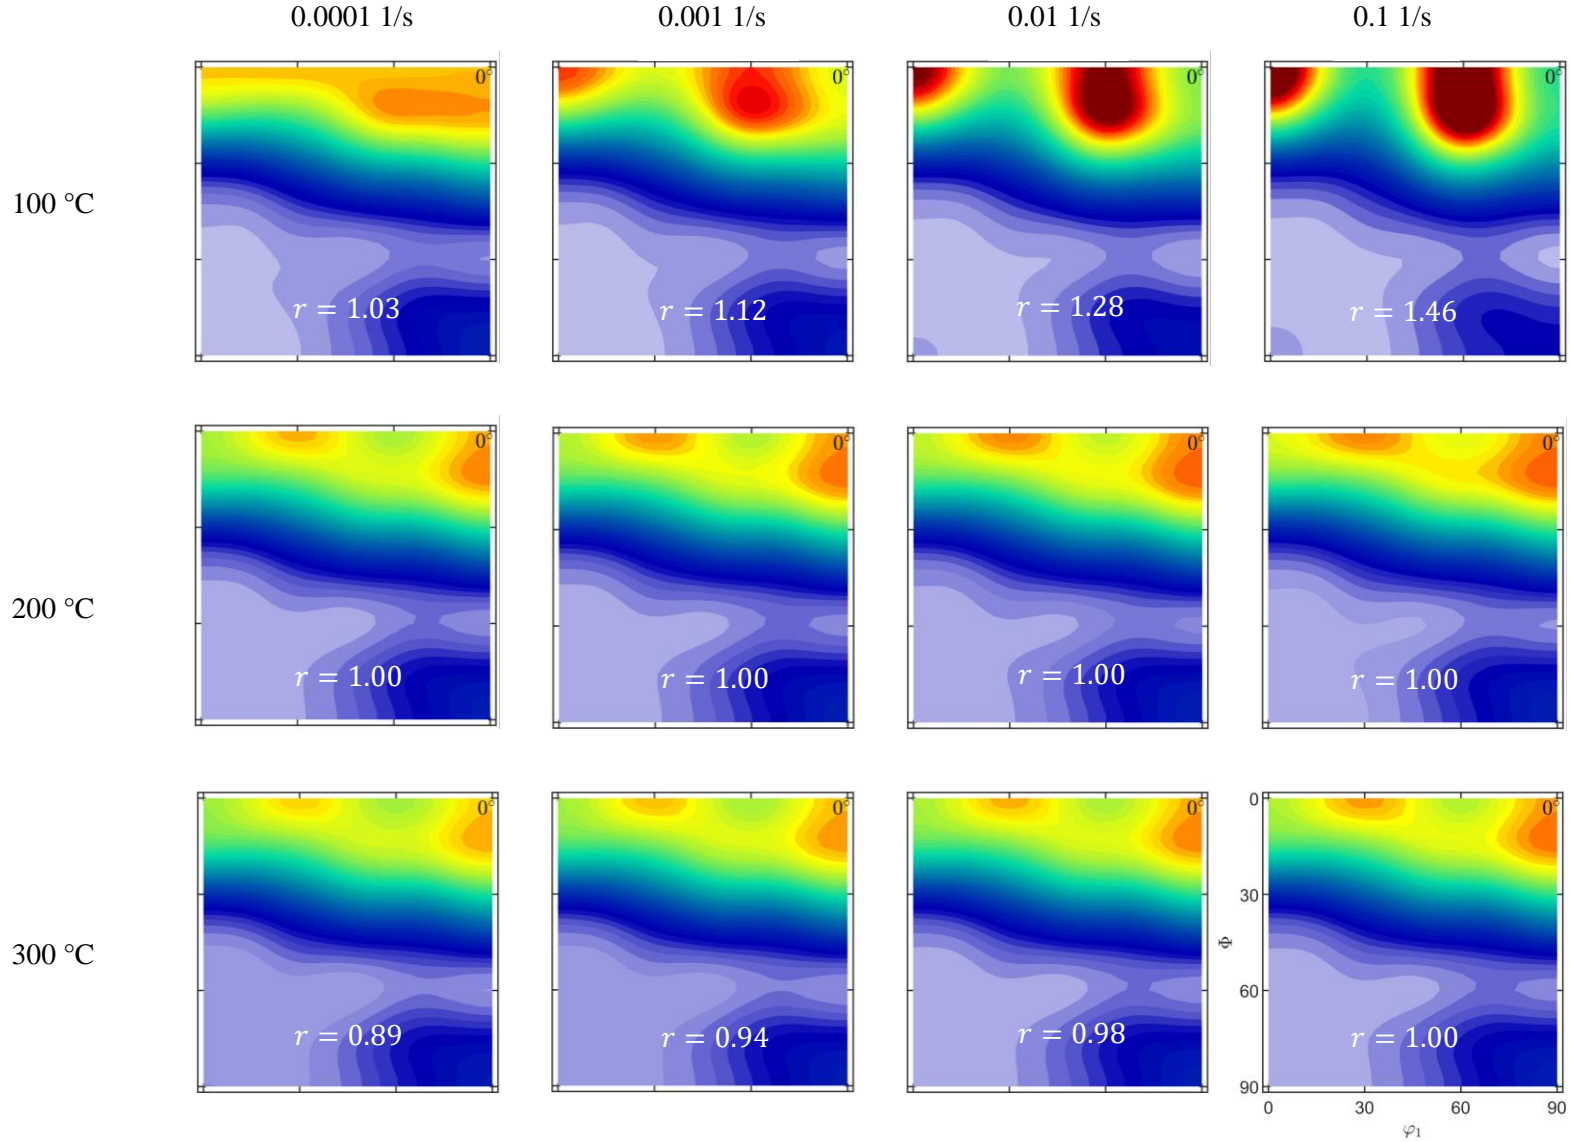 0.0001 1/s 0.001 1/s 0.01 1/s 0.1 1/s
0° 0° 0° 0°
100 °C
r = 1.03 r = 1.12 r = 1.28 r = 1.46
0° 0° 0° 0°
200 °C
r = 1.00 r = 1.00 r = 1.00 r = 1.00
0° 0° 0° 0 0°
30
300 °C Φ
60
r = 0.89 r = 0.94 r = 0.98 r = 1.00
90
0 30 60 90
φ₁